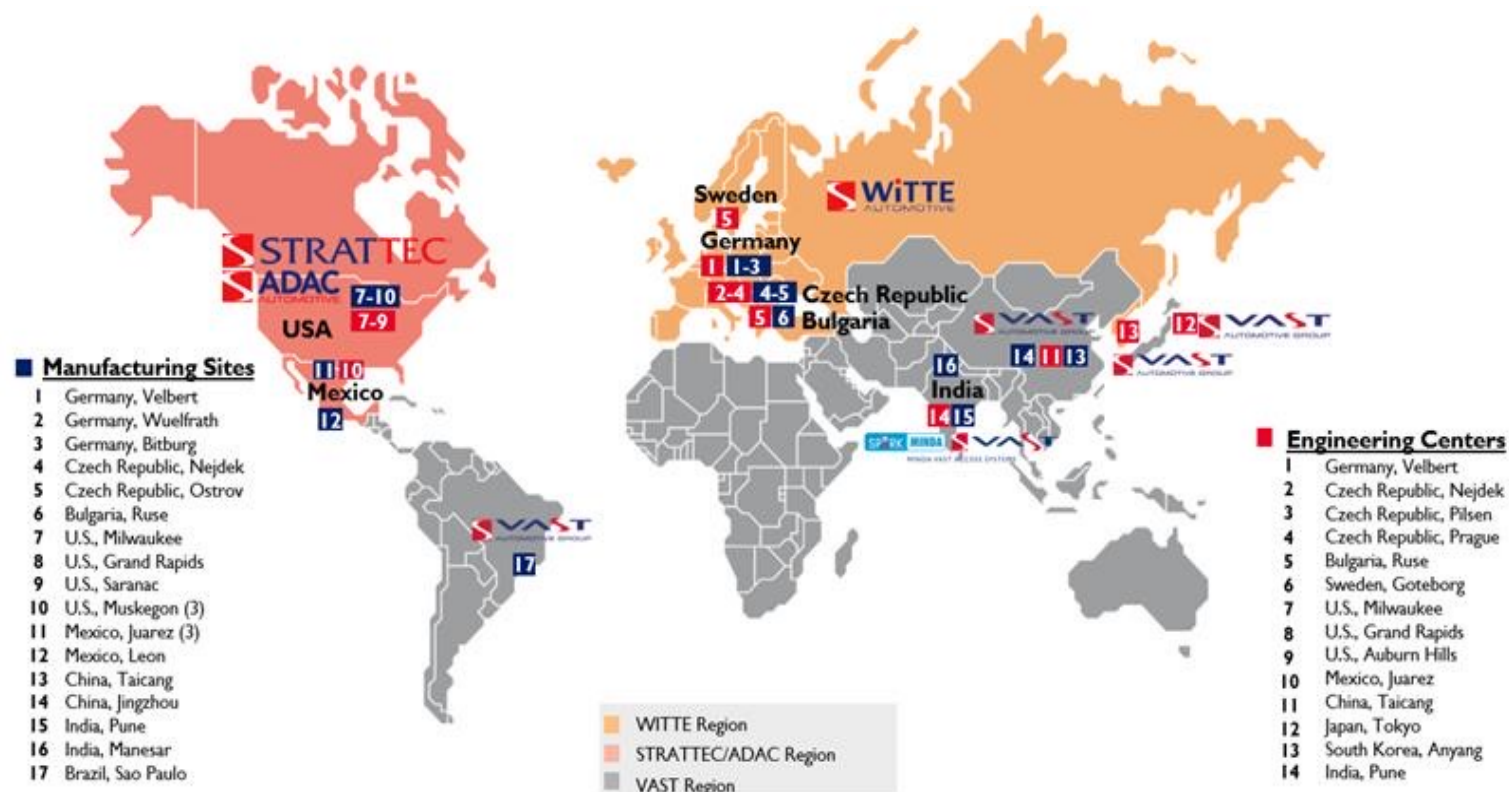 Sweden
5
WiTTE
AUTOMOTIVE
Germany
1 1-3
STRATTEC
ADAC
AUTOMOTIVE
7-10
7-9
USA
2-4 4-5 Czech Republic
5 6 Bulgaria
VAST
AUTOMOTIVE GROUP
13
12 VAST
AUTOMOTIVE GROUP
14 11 13
VAST
AUTOMOTIVE GROUP
16
India
14 15
SPARK MINDA VAST
MINDA VAST ACCESS SYSTEMS
11 10
Mexico
12
VAST
AUTOMOTIVE GROUP
17
Manufacturing Sites
1 Germany, Velbert
2 Germany, Wuelfrath
3 Germany, Bitburg
4 Czech Republic, Nejdek
5 Czech Republic, Ostrov
6 Bulgaria, Ruse
7 U.S., Milwaukee
8 U.S., Grand Rapids
9 U.S., Saranac
10 U.S., Muskegon (3)
11 Mexico, Juarez (3)
12 Mexico, Leon
13 China, Taicang
14 China, Jingzhou
15 India, Pune
16 India, Manesar
17 Brazil, Sao Paulo
WITTE Region
STRATTEC/ADAC Region
VAST Region
Engineering Centers
1 Germany, Velbert
2 Czech Republic, Nejdek
3 Czech Republic, Pilsen
4 Czech Republic, Prague
5 Bulgaria, Ruse
6 Sweden, Goteborg
7 U.S., Milwaukee
8 U.S., Grand Rapids
9 U.S., Auburn Hills
10 Mexico, Juarez
11 China, Taicang
12 Japan, Tokyo
13 South Korea, Anyang
14 India, Pune